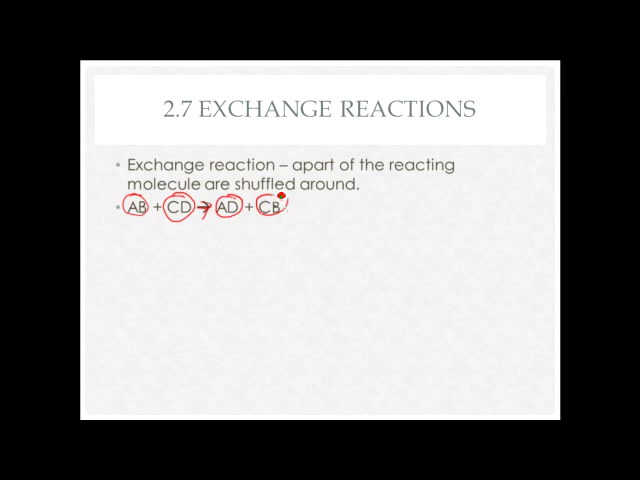 2.7 EXCHANGE REACTIONS
• Exchange reaction – apart of the reacting
molecule are shuffled around.
• AB + CD → AD + CB